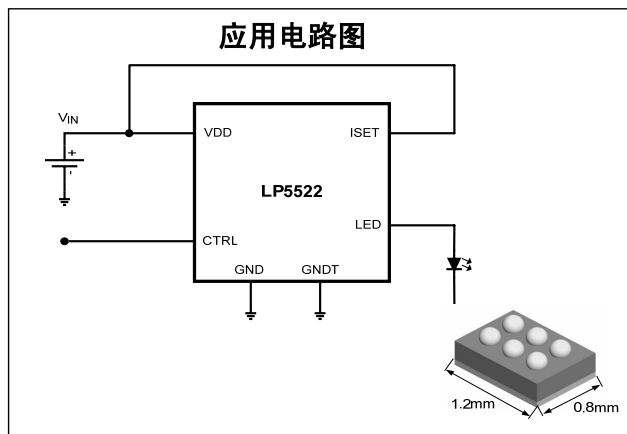 应用电路图
VIN
+
-
VDD
ISET
LP5522
LED
CTRL
GND
GNDT
1.2mm
0.8mm